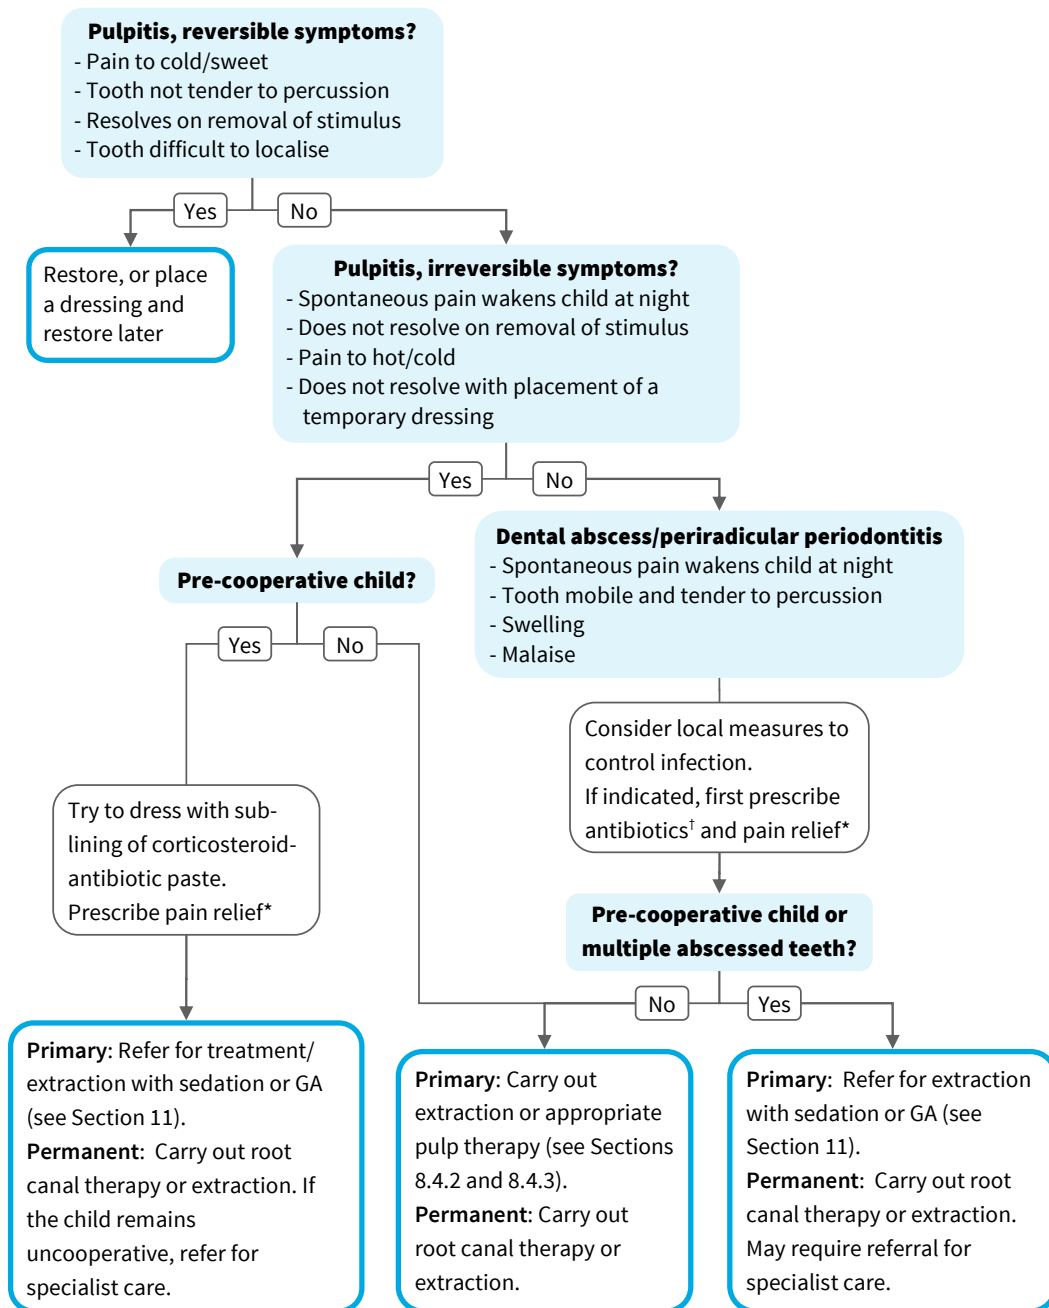 Pulpitis, reversible symptoms?
- Pain to cold/sweet
- Tooth not tender to percussion
- Resolves on removal of stimulus
- Tooth difficult to localise
Yes
No
Restore, or place
a dressing and
restore later
Pulpitis, irreversible symptoms?
- Spontaneous pain wakens child at night
- Does not resolve on removal of stimulus
- Pain to hot/cold
- Does not resolve with placement of a
temporary dressing
Yes
No
Pre-cooperative child?
Yes
No
Dental abscess/periradicular periodontitis
- Spontaneous pain wakens child at night
- Tooth mobile and tender to percussion
- Swelling
- Malaise
Consider local measures to
control infection.
If indicated, first prescribe
antibiotics† and pain relief*
Try to dress with sub-
lining of corticosteroid-
antibiotic paste.
Prescribe pain relief*
Pre-cooperative child or
multiple abscessed teeth?
No
Yes
Primary: Refer for treatment/
extraction with sedation or GA
(see Section 11).
Permanent: Carry out root
canal therapy or extraction. If
the child remains
uncooperative, refer for
specialist care.
Primary: Carry out
extraction or appropriate
pulp therapy (see Sections
8.4.2 and 8.4.3).
Permanent: Carry out
root canal therapy or
extraction.
Primary: Refer for extraction
with sedation or GA (see
Section 11).
Permanent: Carry out root
canal therapy or extraction.
May require referral for
specialist care.